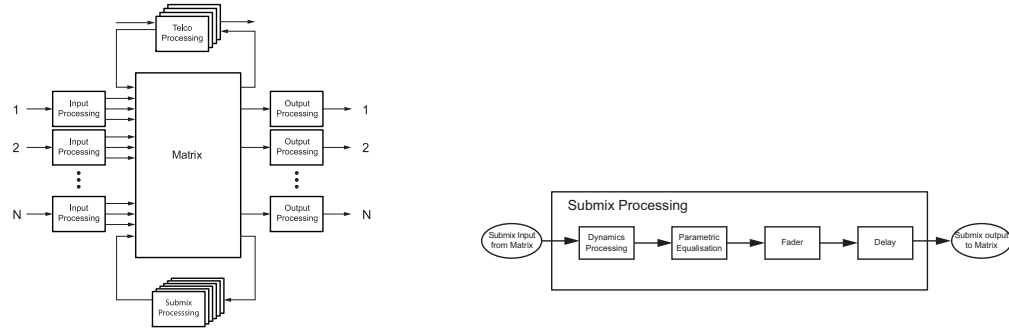 Telco
Processing
1
Input
Processing
Output
Processing
1
2
Input
Processing
Matrix
Output
Processing
2
N
Input
Processing
Output
Processing
N
Submix
Processsing
Submix Processing
Submix Input
from Matrix
Dynamics
Processing
Parametric
Equalisation
Fader
Delay
Submix output
to Matrix